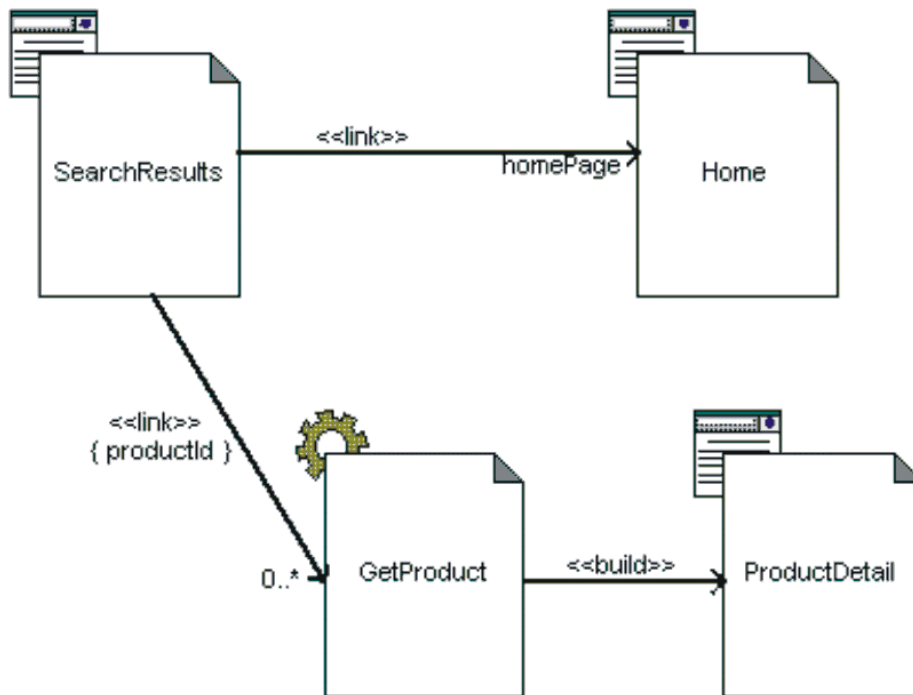 <<link>>
SearchResults
homePage
Home
<<link>>
{ productId }
0..*
GetProduct
<<build>>
ProductDetail